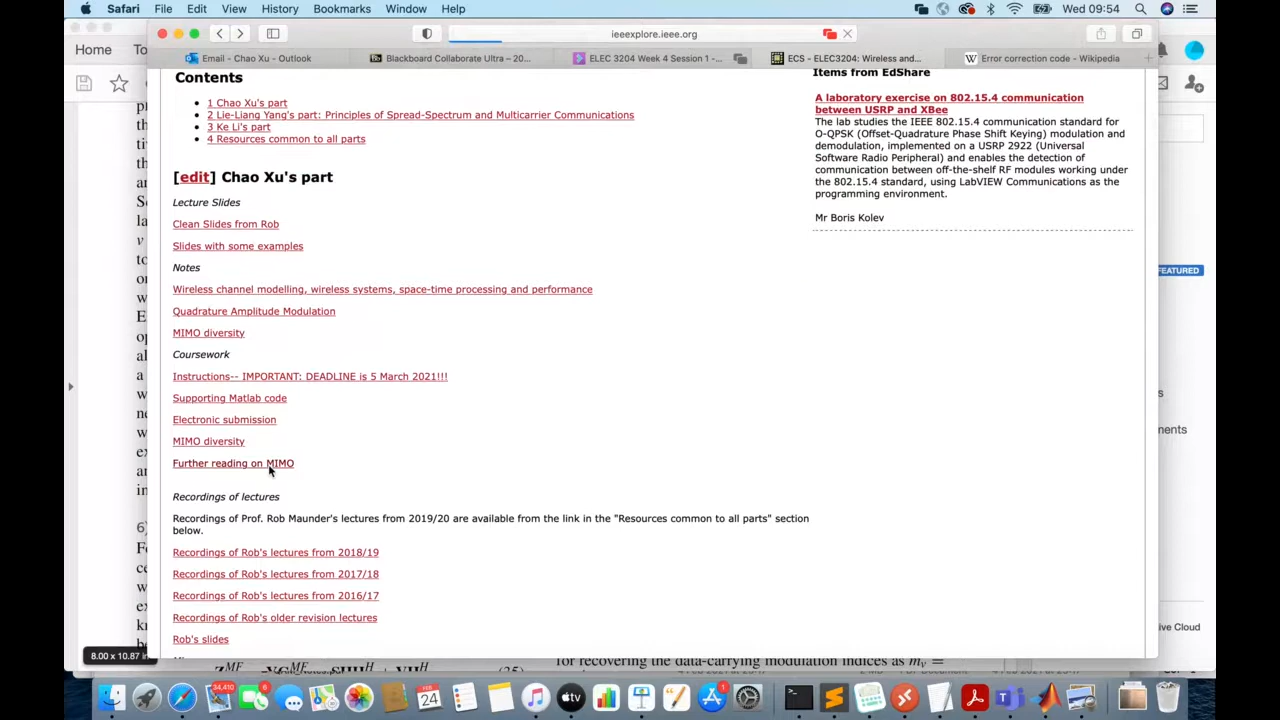 Safari File Edit View History Bookmarks Window Help Wed 09:54
ieeexplore.ieee.org
Email - Chao Xu - Outlook
Blackboard Collaborate Ultra – 20...
ELEC 3204 Week 4 Session 1 -...
ECS - ELEC3204: Wireless and...
Error correction code - Wikipedia
Home To
Contents
1 Chao Xu's part
2 Lie-Liang Yang's part: Principles of Spread-Spectrum and Multicarrier Communications
3 Ke Li's part
4 Resources common to all parts
[edit] Chao Xu's part
Lecture Slides
Clean Slides from Rob
Slides with some examples
Notes
Wireless channel modelling, wireless systems, space-time processing and performance
Quadrature Amplitude Modulation
MIMO diversity
Coursework
Instructions-- IMPORTANT: DEADLINE is 5 March 2021!!!
Supporting Matlab code
Electronic submission
MIMO diversity
Further reading on MIMO
Recordings of lectures
Recordings of Prof. Rob Maunder's lectures from 2019/20 are available from the link in the "Resources common to all parts" section
below.
Recordings of Rob's lectures from 2018/19
Recordings of Rob's lectures from 2017/18
Recordings of Rob's lectures from 2016/17
Recordings of Rob's older revision lectures
Rob's slides
Items from EdShare
A laboratory exercise on 802.15.4 communication
between USRP and XBee
The lab studies the IEEE 802.15.4 communication standard for
O-QPSK (Offset-Quadrature Phase Shift Keying) modulation and
demodulation, implemented on a USRP 2922 (Universal
Software Radio Peripheral) and enables the detection of
communication between off-the-shelf RF modules working under
the 802.15.4 standard, using LabVIEW Communications as the
programming environment.
Mr Boris Kolev
FEATURED
ments
ive Cloud
8.00 x 10.87 in
for recovering the data-carrying modulation indices as
34,410
6
FEB
24
1